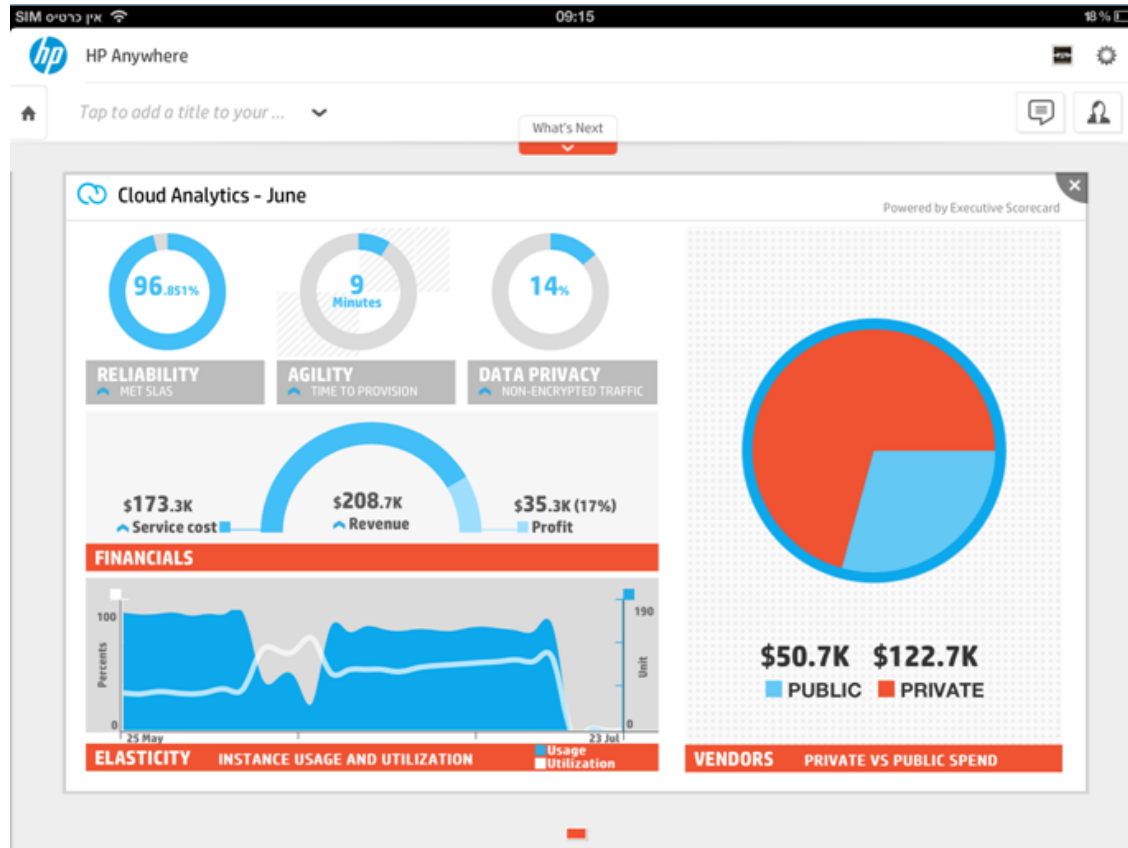 אין כרטיס SIM
09:15
18 %
hp
HP Anywhere
Tap to add a title to your ...
What's Next
Cloud Analytics - June
Powered by Executive Scorecard
96.851%
9
Minutes
14%
RELIABILITY
MET SLAS
AGILITY
TIME TO PROVISION
DATA PRIVACY
NON-ENCRYPTED TRAFFIC
$173.3K
Service cost
$208.7K
Revenue
$35.3K (17%)
Profit
FINANCIALS
100
190
Percents
Unit
0
0
25 May
23 Jul
ELASTICITY INSTANCE USAGE AND UTILIZATION
Usage
Utilization
$50.7K $122.7K
PUBLIC PRIVATE
VENDORS PRIVATE VS PUBLIC SPEND